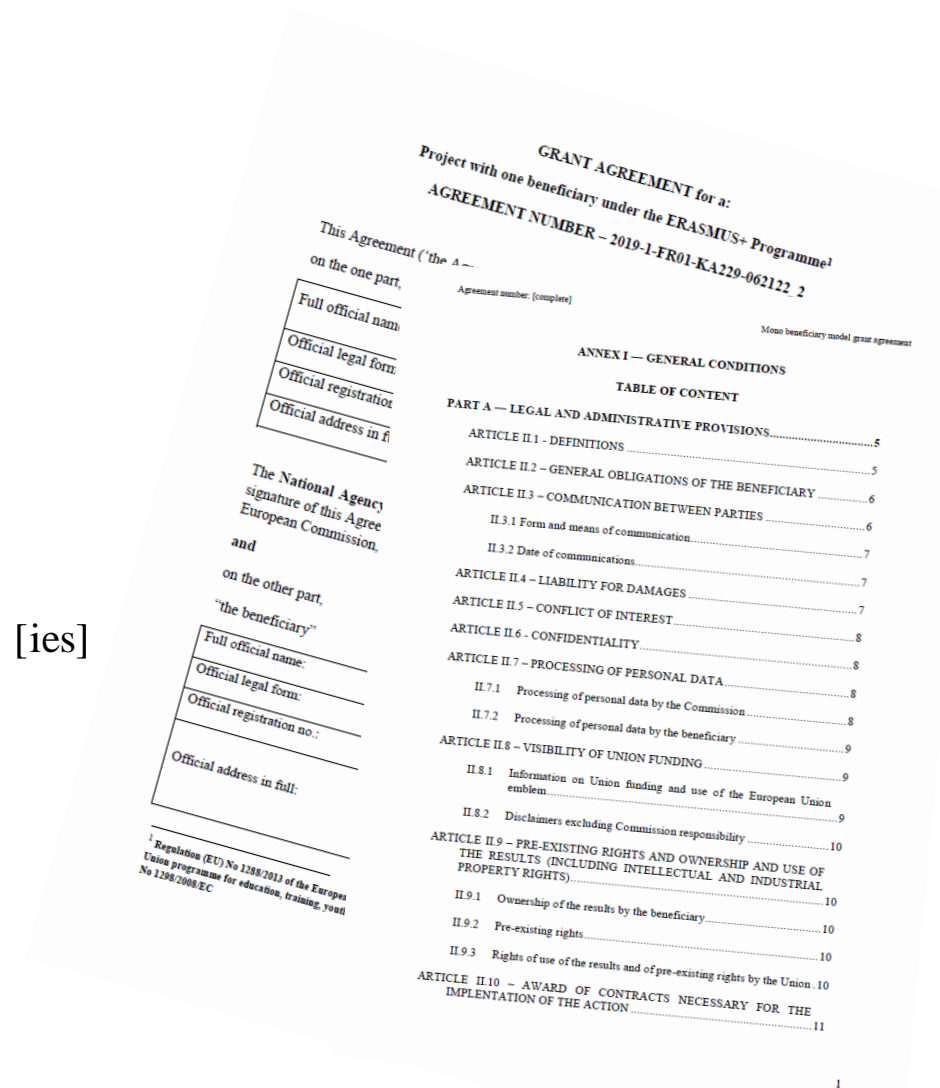 GRANT AGREEMENT for a:
Project with one beneficiary under the ERASMUS+ Programme1
AGREEMENT NUMBER – 2019-1-FR01-KA229-062122_2
This Agreement ('the
on the one part,
Full official nam
Official legal form
Official registration
Official address in f
The National Agency
signature of this Agree
European Commission,
and
on the other part,
“the beneficiary”
[ies]
Full official name:
Official legal form:
Official registration no.:
Official address in full:
1 Regulation (EU) No 1288/2013 of the Europea
Union programme for education, training, yout
No 1298/2008/EC
Agreement number: [complete]
Mono beneficiary model grant agreement
ANNEX I — GENERAL CONDITIONS
TABLE OF CONTENT
PART A — LEGAL AND ADMINISTRATIVE PROVISIONS...............................5
ARTICLE II.1 - DEFINITIONS ...............................5
ARTICLE II.2 – GENERAL OBLIGATIONS OF THE BENEFICIARY ...............6
ARTICLE II.3 – COMMUNICATION BETWEEN PARTIES ...............................6
II.3.1 Form and means of communication...............................7
II.3.2 Date of communications...............................7
ARTICLE II.4 – LIABILITY FOR DAMAGES ...............................7
ARTICLE II.5 – CONFLICT OF INTEREST...............................8
ARTICLE II.6 - CONFIDENTIALITY...............................8
ARTICLE II.7 – PROCESSING OF PERSONAL DATA...............................8
II.7.1 Processing of personal data by the Commission ...............................8
II.7.2 Processing of personal data by the beneficiary ...............................9
ARTICLE II.8 – VISIBILITY OF UNION FUNDING ...............................9
II.8.1 Information on Union funding and use of the European Union
emblem...............................9
II.8.2 Disclaimers excluding Commission responsibility ...............................10
ARTICLE II.9 – PRE-EXISTING RIGHTS AND OWNERSHIP AND USE OF
THE RESULTS (INCLUDING INTELLECTUAL AND INDUSTRIAL
PROPERTY RIGHTS)...............................10
II.9.1 Ownership of the results by the beneficiary...............................10
II.9.2 Pre-existing rights...............................10
II.9.3 Rights of use of the results and of pre-existing rights by the Union .10
ARTICLE II.10 – AWARD OF CONTRACTS NECESSARY FOR THE
IMPLENTATION OF THE ACTION ...............................11
1